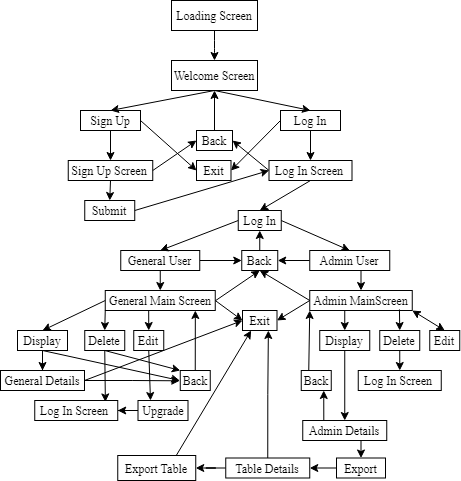 Loading Screen
Welcome Screen
Sign Up
Log In
Back
Sign Up Screen
Exit
Log In Screen
Submit
Log In
General User
Back
Admin User
General Main Screen
Admin MainScreen
Exit
Display
Delete
Edit
Display
Delete
Edit
General Details
Back
Back
Log In Screen
Log In Screen
Upgrade
Admin Details
Export Table
Table Details
Export